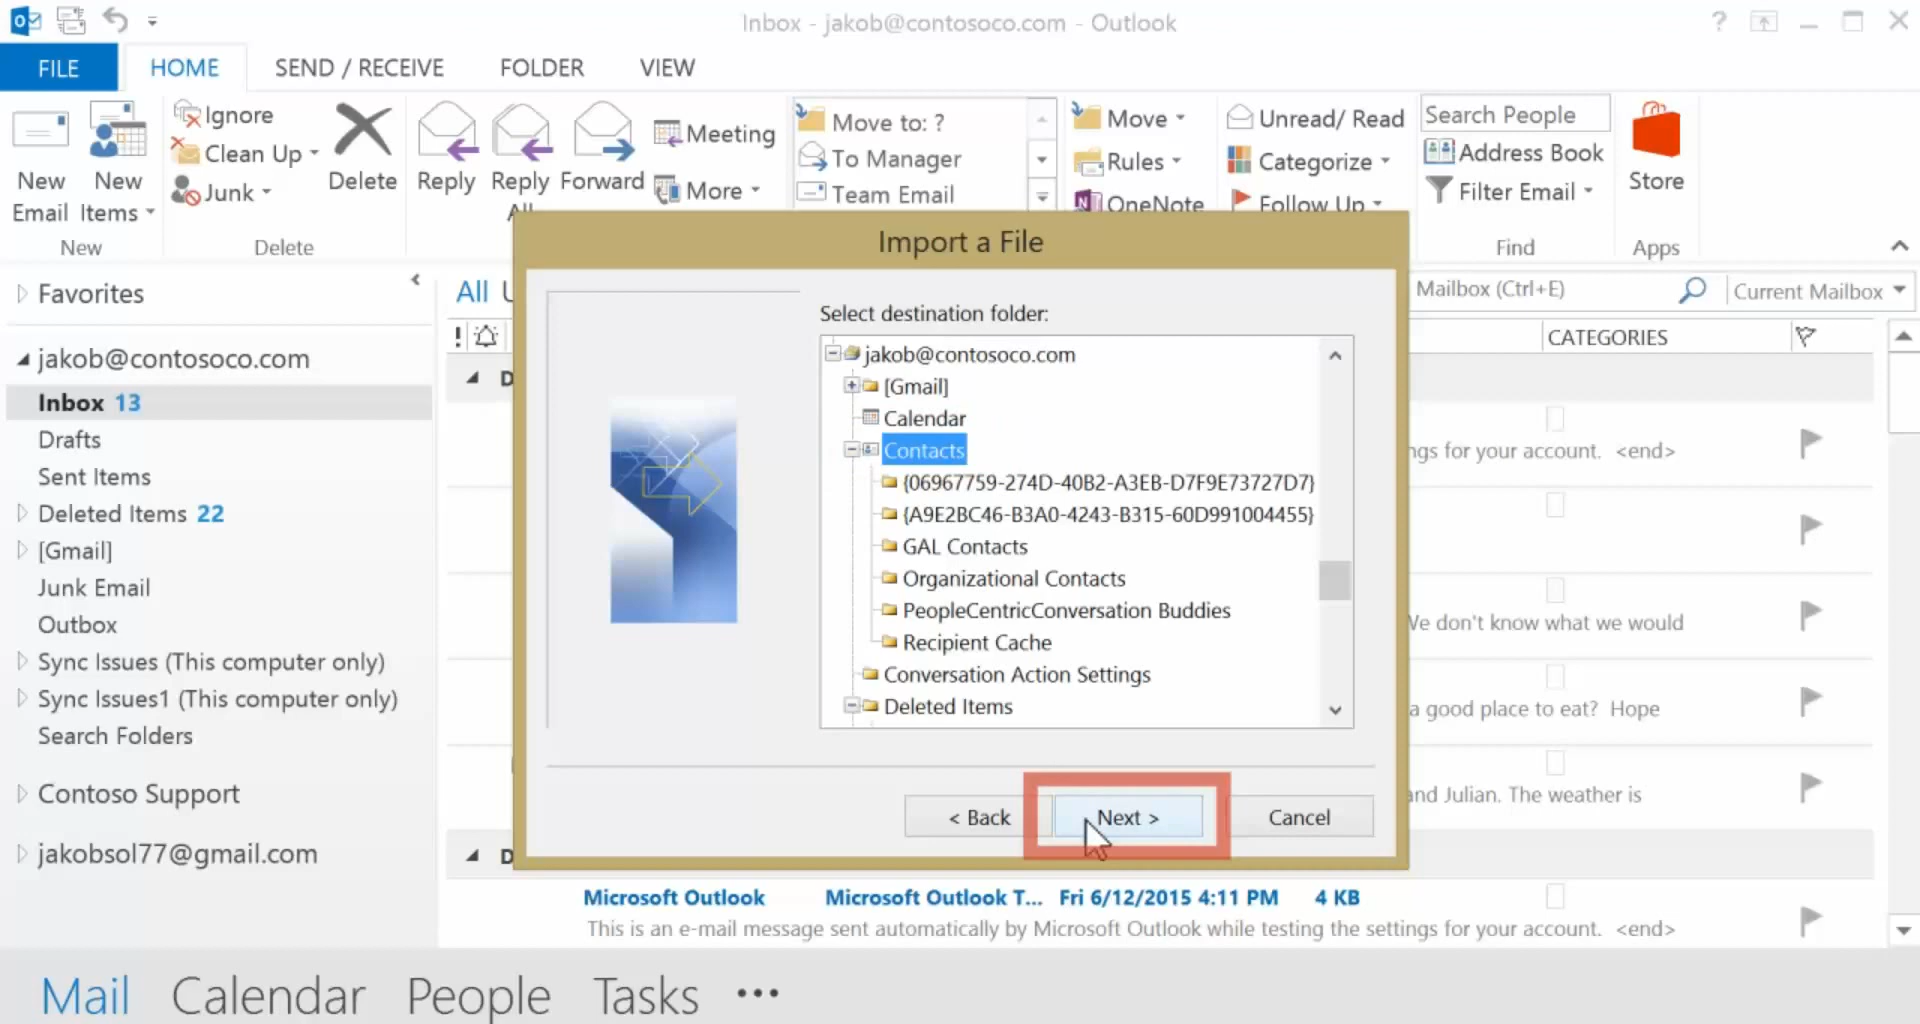 Inbox - jakob@contosoco.com - Outlook
FILE
HOME
SEND / RECEIVE
FOLDER
VIEW
New
Email
New
Items
New
Ignore
Clean Up
Junk
Delete
Delete
Reply
Reply
All
Forward
Meeting
More
Move to: ?
To Manager
Team Email
Move
Rules
OneNote
Unread/ Read
Categorize
Follow Up
Search People
Address Book
Filter Email
Find
Store
Apps
Favorites
jakob@contosoco.com
Inbox 13
Drafts
Sent Items
Deleted Items 22
[Gmail]
Junk Email
Outbox
Sync Issues (This computer only)
Sync Issues1 (This computer only)
Search Folders
Contoso Support
jakobsol77@gmail.com
All U
Mailbox (Ctrl+E)
Current Mailbox
CATEGORIES
D
ngs for your account. <end>
We don't know what we would
a good place to eat? Hope
and Julian. The weather is
D
Import a File
Select destination folder:
jakob@contosoco.com
[Gmail]
Calendar
Contacts
{06967759-274D-40B2-A3EB-D7F9E73727D7}
{A9E2BC46-B3A0-4243-B315-60D991004455}
GAL Contacts
Organizational Contacts
PeopleCentricConversation Buddies
Recipient Cache
Conversation Action Settings
Deleted Items
< Back
Next >
Cancel
Microsoft Outlook Microsoft Outlook T... Fri 6/12/2015 4:11 PM 4 KB
This is an e-mail message sent automatically by Microsoft Outlook while testing the settings for your account. <end>
Mail Calendar People Tasks •••